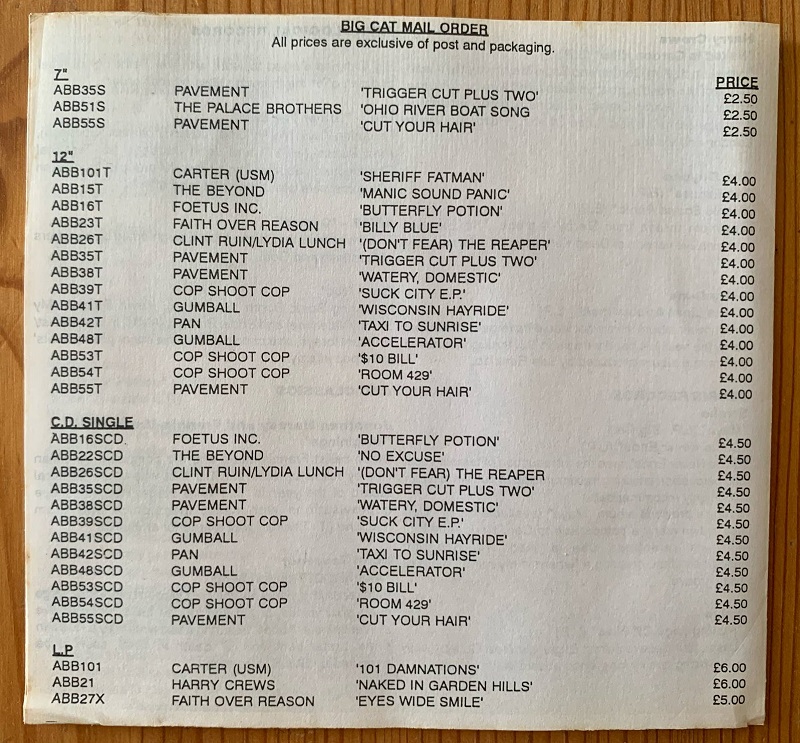 BIG CAT MAIL ORDER
All prices are exclusive of post and packaging.
7" PRICE
ABB35S PAVEMENT 'TRIGGER CUT PLUS TWO' £2.50
ABB51S THE PALACE BROTHERS 'OHIO RIVER BOAT SONG £2.50
ABB55S PAVEMENT 'CUT YOUR HAIR' £2.50
12"
ABB101T CARTER (USM) 'SHERIFF FATMAN' £4.00
ABB15T THE BEYOND 'MANIC SOUND PANIC' £4.00
ABB16T FOETUS INC. 'BUTTERFLY POTION' £4.00
ABB23T FAITH OVER REASON 'BILLY BLUE' £4.00
ABB26T CLINT RUIN/LYDIA LUNCH '(DON'T FEAR) THE REAPER' £4.00
ABB35T PAVEMENT 'TRIGGER CUT PLUS TWO' £4.00
ABB38T PAVEMENT 'WATERY, DOMESTIC' £4.00
ABB39T COP SHOOT COP 'SUCK CITY E.P.' £4.00
ABB41T GUMBALL 'WISCONSIN HAYRIDE' £4.00
ABB42T PAN 'TAXI TO SUNRISE' £4.00
ABB48T GUMBALL 'ACCELERATOR' £4.00
ABB53T COP SHOOT COP '$10 BILL' £4.00
ABB54T COP SHOOT COP 'ROOM 429' £4.00
ABB55T PAVEMENT 'CUT YOUR HAIR' £4.00
C.D. SINGLE
ABB16SCD. FOETUS INC. 'BUTTERFLY POTION' £4.50
ABB22SCD THE BEYOND 'NO EXCUSE' £4.50
ABB26SCD CLINT RUIN/LYDIA LUNCH '(DON'T FEAR) THE REAPER £4.50
ABB35SCD PAVEMENT 'TRIGGER CUT PLUS TWO' £4.50
ABB38SCD PAVEMENT 'WATERY, DOMESTIC' £4.50
ABB39SCD COP SHOOT COP 'SUCK CITY E.P.' £4.50
ABB41SCD GUMBALL 'WISCONSIN HAYRIDE' £4.50
ABB42SCD PAN 'TAXI TO SUNRISE' £4.50
ABB48SCD GUMBALL 'ACCELERATOR' £4.50
ABB53SCD COP SHOOT COP '$10 BILL' £4.50
ABB54SCD COP SHOOT COP 'ROOM 429' £4.50
ABB55SCD PAVEMENT 'CUT YOUR HAIR' £4.50
L.P
ABB101 CARTER (USM) '101 DAMNATIONS' £6.00
ABB21 HARRY CREWS 'NAKED IN GARDEN HILLS' £6.00
ABB27X FAITH OVER REASON 'EYES WIDE SMILE' £5.00